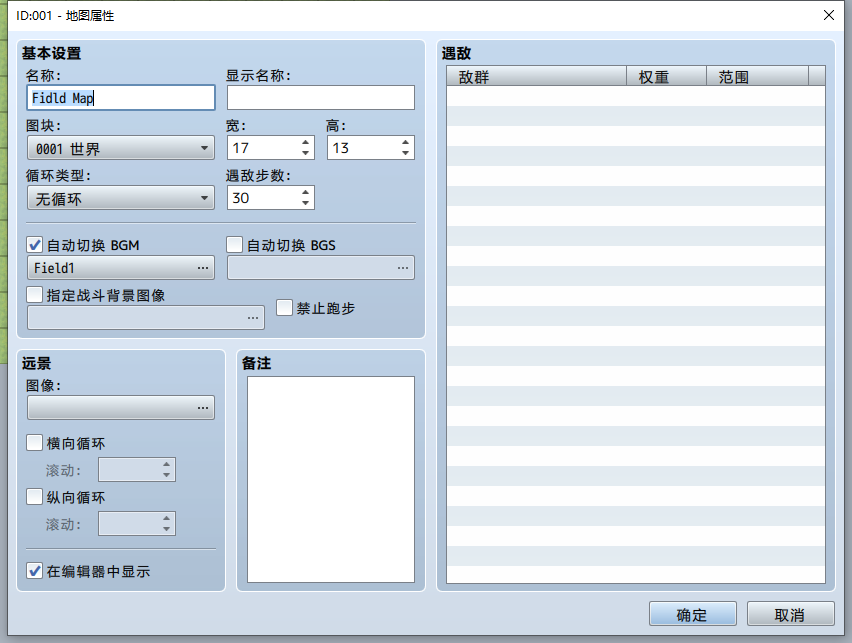 ID:001 - 地图属性
基本设置
名称:
显示名称:
Fidld Map
图块:
宽:
高:
0001 世界
17
13
循环类型:
遇敌步数:
无循环
30
自动切换 BGM
自动切换 BGS
Field1
...
...
指定战斗背景图像
...
禁止跑步
远景
图像:
...
横向循环
滚动:
纵向循环
滚动:
在编辑器中显示
备注
遇敌
敌群
权重
范围
确定
取消